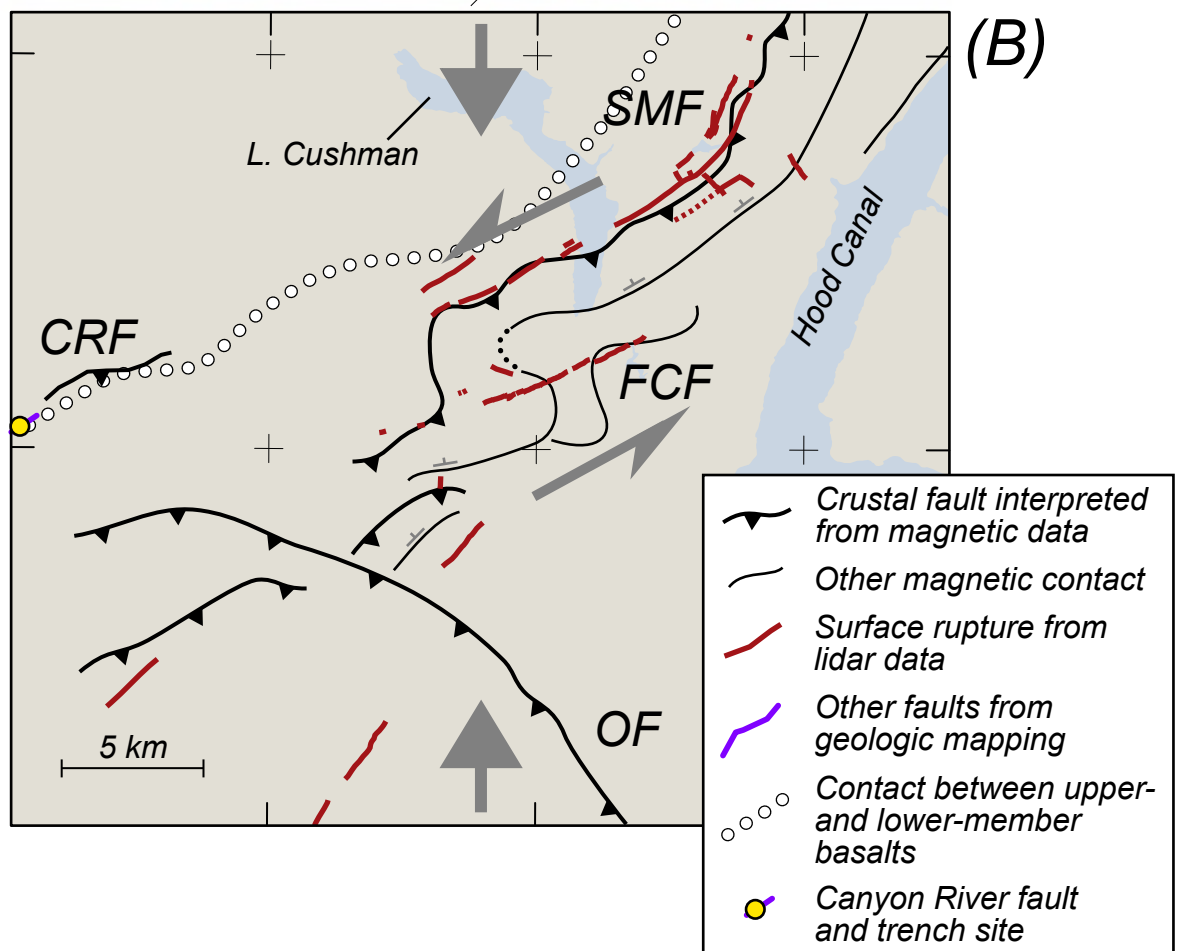 (B)
SMF
L. Cushman
Hood Canal
CRF
FCF
OF
5 km
Crustal fault interpreted
from magnetic data
Other magnetic contact
Surface rupture from
lidar data
Other faults from
geologic mapping
Contact between upper-
and lower-member
basalts
Canyon River fault
and trench site